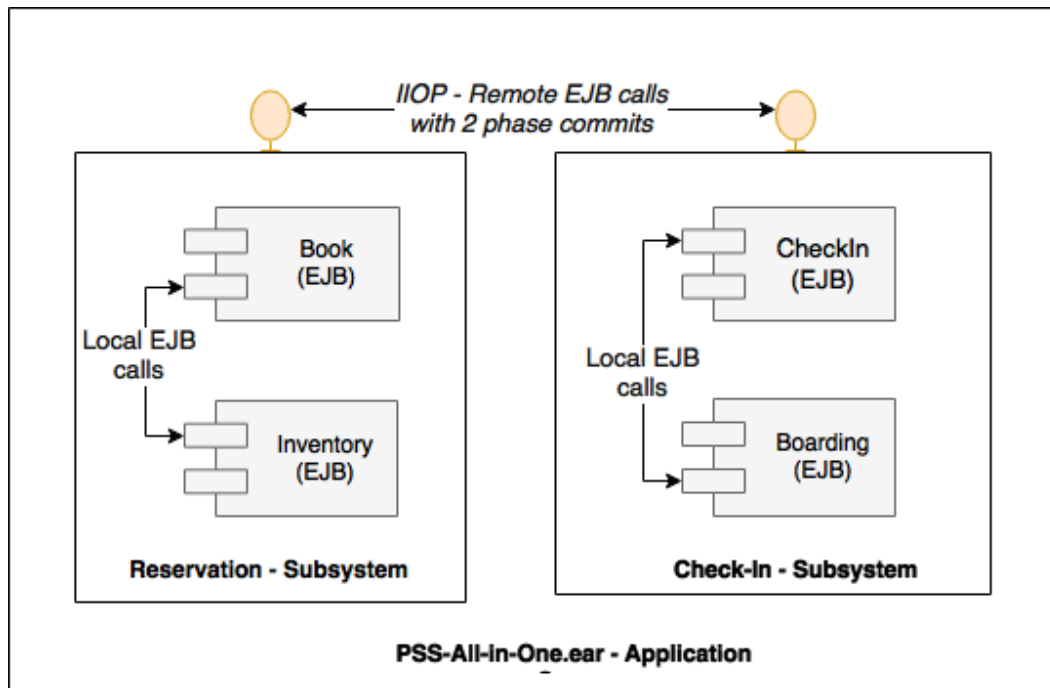 IIOP - Remote EJB calls
with 2 phase commits
Book
(EJB)
Local EJB
calls
Inventory
(EJB)
Reservation - Subsystem
CheckIn
(EJB)
Local EJB
calls
Boarding
(EJB)
Check-In - Subsystem
PSS-All-in-One.ear - Application